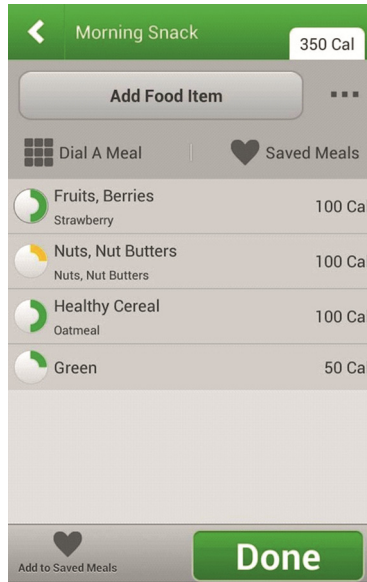 Morning Snack
350 Cal
Add Food Item
Dial A Meal
Saved Meals
Fruits, Berries
Strawberry
100 Ca
Nuts, Nut Butters
Nuts, Nut Butters
100 Ca
Healthy Cereal
Oatmeal
100 Ca
Green
50 Ca
Add to Saved Meals
Done